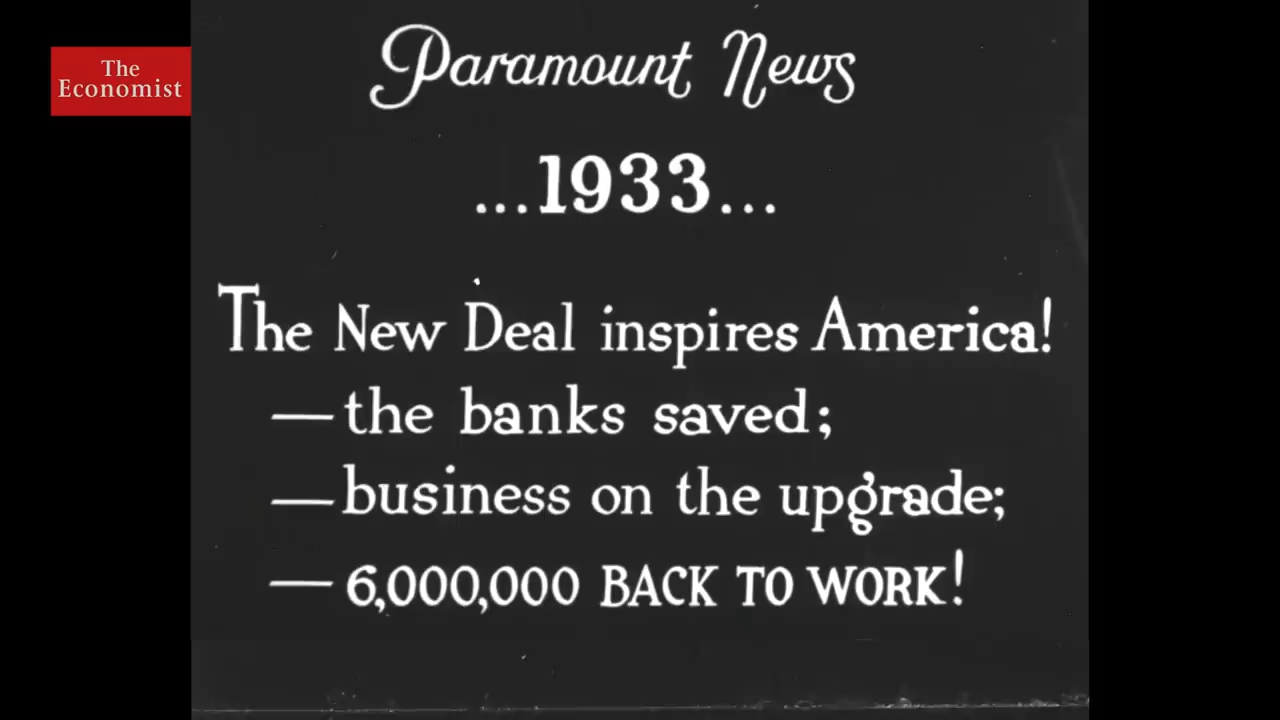 The
Economist
Paramount News
...1933...
The New Deal inspires America!
—the banks saved;
—business on the upgrade;
—6,000,000 BACK TO WORK!